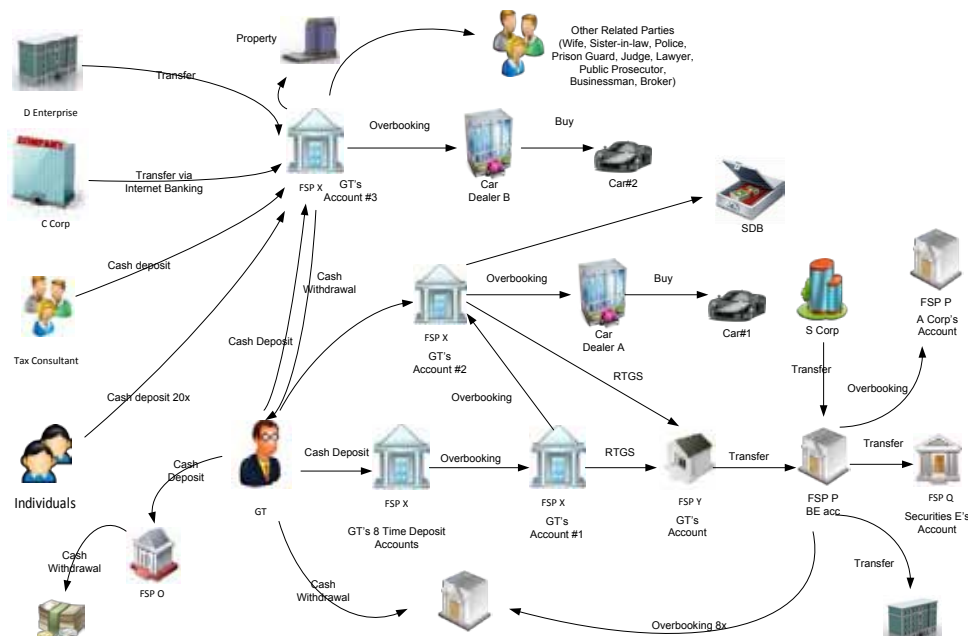 Property
Other Related Parties
(Wife, Sister-in-law, Police,
Prison Guard, Judge, Lawyer,
Public Prosecutor,
Businessman, Broker)
Transfer
D Enterprise
COMPANY
Transfer via
Internet Banking
C Corp
FSP X
GT's
Account #3
Overbooking
Car
Dealer B
Buy
Car#2
SDB
Cash deposit
Tax Consultant
Cash
Withdrawal
Cash Deposit
FSP X
GT's
Account #2
Overbooking
Car
Dealer A
Buy
Car#1
S Corp
FSP P
A Corp's
Account
Transfer
Overbooking
RTGS
Overbooking
Cash deposit 20x
Individuals
Cash
Deposit
GT
Cash Deposit
FSP X
GT's 8 Time Deposit
Accounts
Overbooking
FSP X
GT's
Account #1
RTGS
FSP Y
GT's
Account
Transfer
FSP P
BE acc
Transfer
FSP Q
Securities E's
Account
Cash
Withdrawal
FSP O
Cash
Withdrawal
Overbooking 8x
Transfer